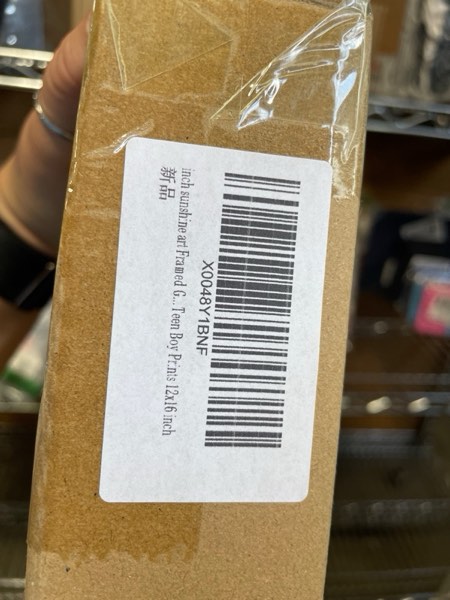 X0048Y1BNF
inch sunshine art Framed G... Teen Boy Prints 12x16 inch
新品